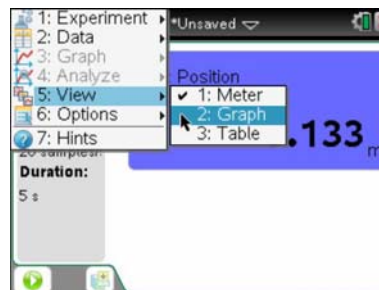 1: Experiment
2: Data
3: Graph
4: Analyze
5: View
6: Options
7: Hints
*Unsaved
Position
1: Meter
2: Graph
3: Table
.133
m
Duration:
5 s